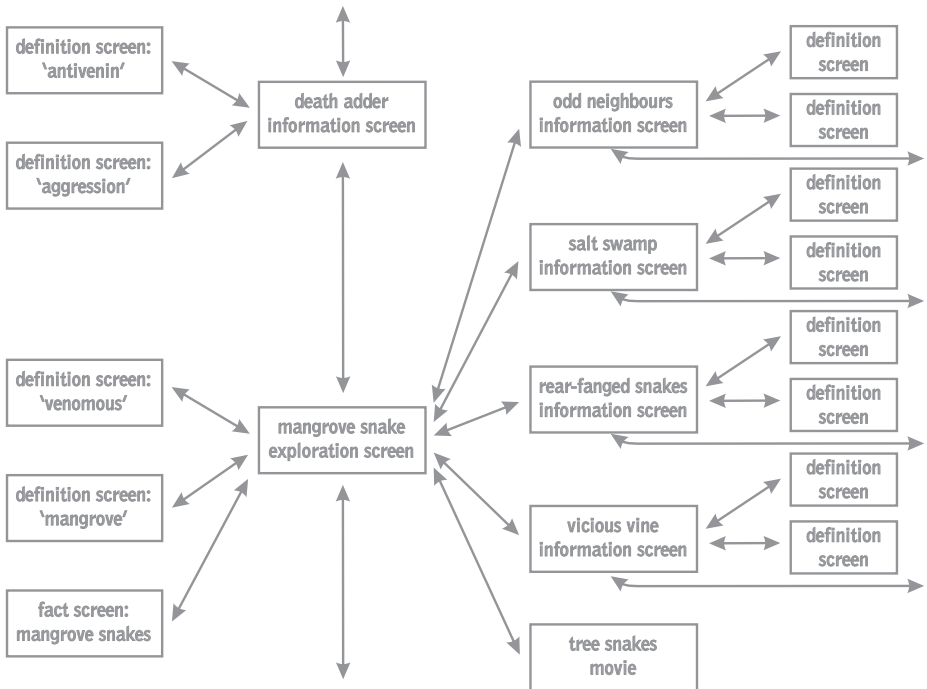 definition screen:
‘antivenin’
definition screen:
‘aggression’
death adder
information screen
definition screen:
‘venomous’
definition screen:
‘mangrove’
fact screen:
mangrove snakes
mangrove snake
exploration screen
odd neighbours
information screen
definition
screen
definition
screen
salt swamp
information screen
definition
screen
definition
screen
rear-fanged snakes
information screen
definition
screen
definition
screen
vicious vine
information screen
definition
screen
definition
screen
tree snakes
movie